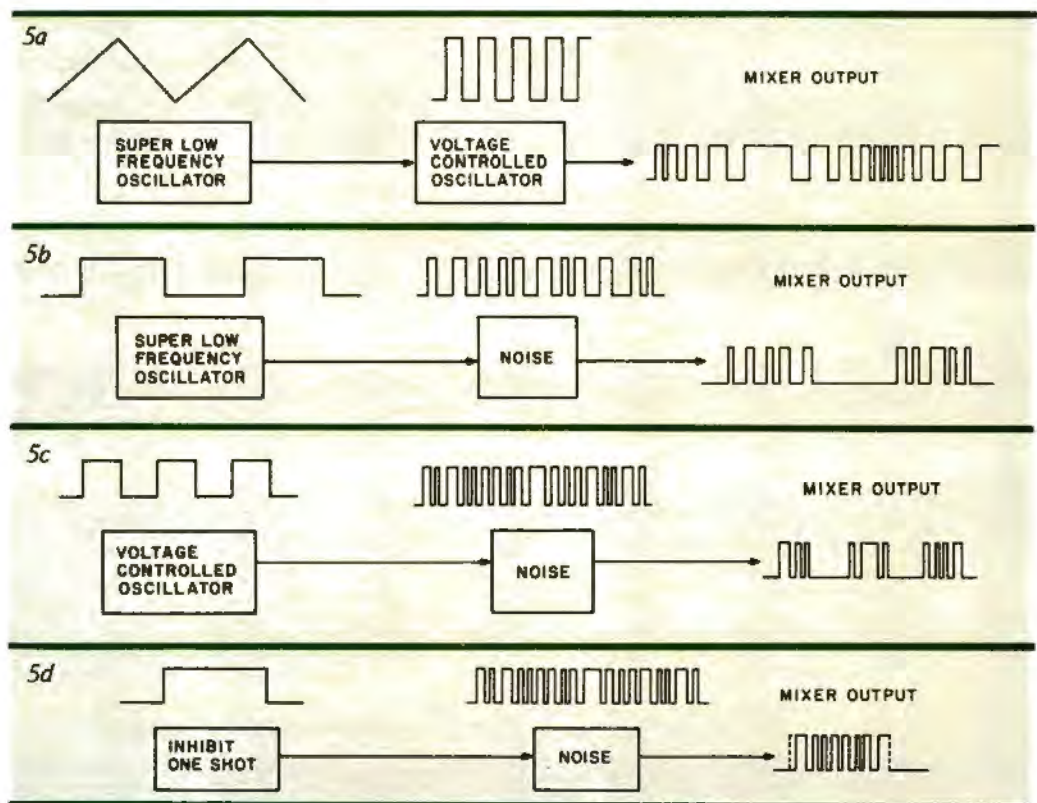 5a
MIXER OUTPUT
SUPER LOW
FREQUENCY
OSCILLATOR
VOLTAGE
CONTROLLED
OSCILLATOR
5b
MIXER OUTPUT
SUPER LOW
FREQUENCY
OSCILLATOR
NOISE
5c
MIXER OUTPUT
VOLTAGE
CONTROLLED
OSCILLATOR
NOISE
5d
MIXER OUTPUT
INHIBIT
ONE SHOT
NOISE